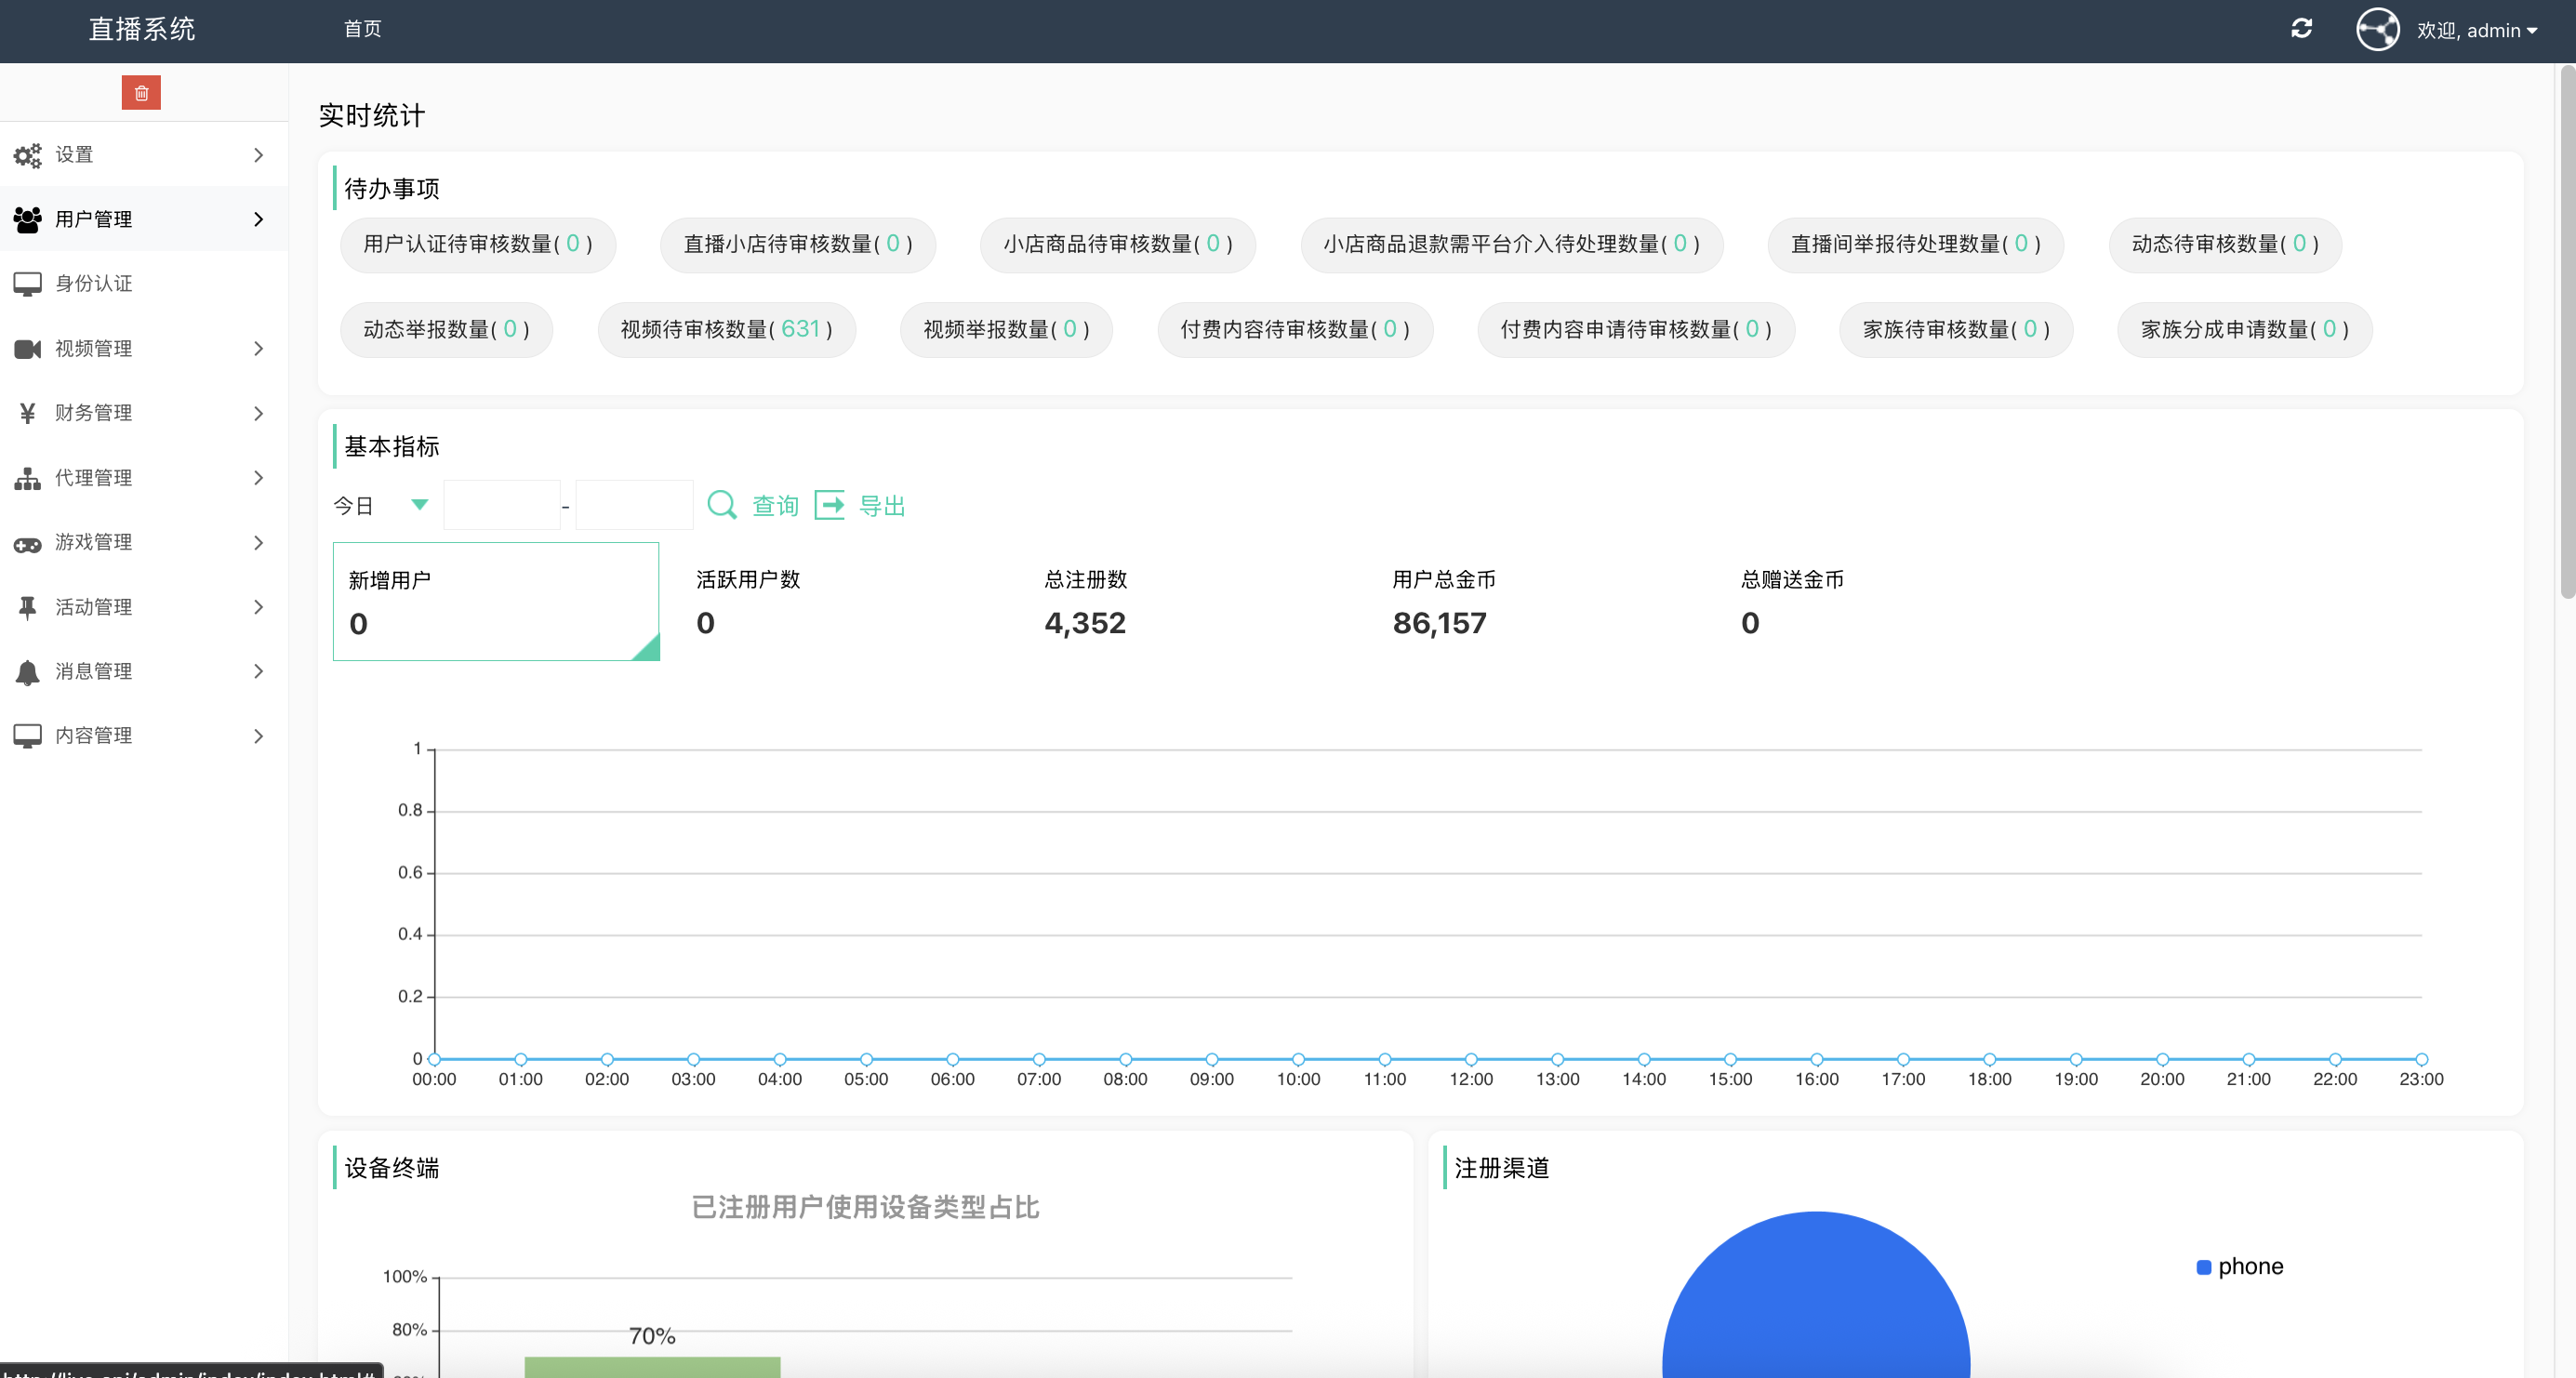 直播系统
首页
欢迎, admin
设置
用户管理
身份认证
视频管理
财务管理
代理管理
游戏管理
活动管理
消息管理
内容管理
实时统计
待办事项
用户认证待审核数量( 0 )
直播小店待审核数量( 0 )
小店商品待审核数量( 0 )
小店商品退款需平台介入待处理数量( 0 )
直播间举报待处理数量( 0 )
动态待审核数量( 0 )
动态举报数量( 0 )
视频待审核数量( 631 )
视频举报数量( 0 )
付费内容待审核数量( 0 )
付费内容申请待审核数量( 0 )
家族待审核数量( 0 )
家族分成申请数量( 0 )
基本指标
今日
-
查询
导出
新增用户
0
活跃用户数
0
总注册数
4,352
用户总金币
86,157
总赠送金币
0
1
0.8
0.6
0.4
0.2
0
00:00 01:00 02:00 03:00 04:00 05:00 06:00 07:00 08:00 09:00 10:00 11:00 12:00 13:00 14:00 15:00 16:00 17:00 18:00 19:00 20:00 21:00 22:00 23:00
设备终端
已注册用户使用设备类型占比
100%
80%
70%
注册渠道
phone